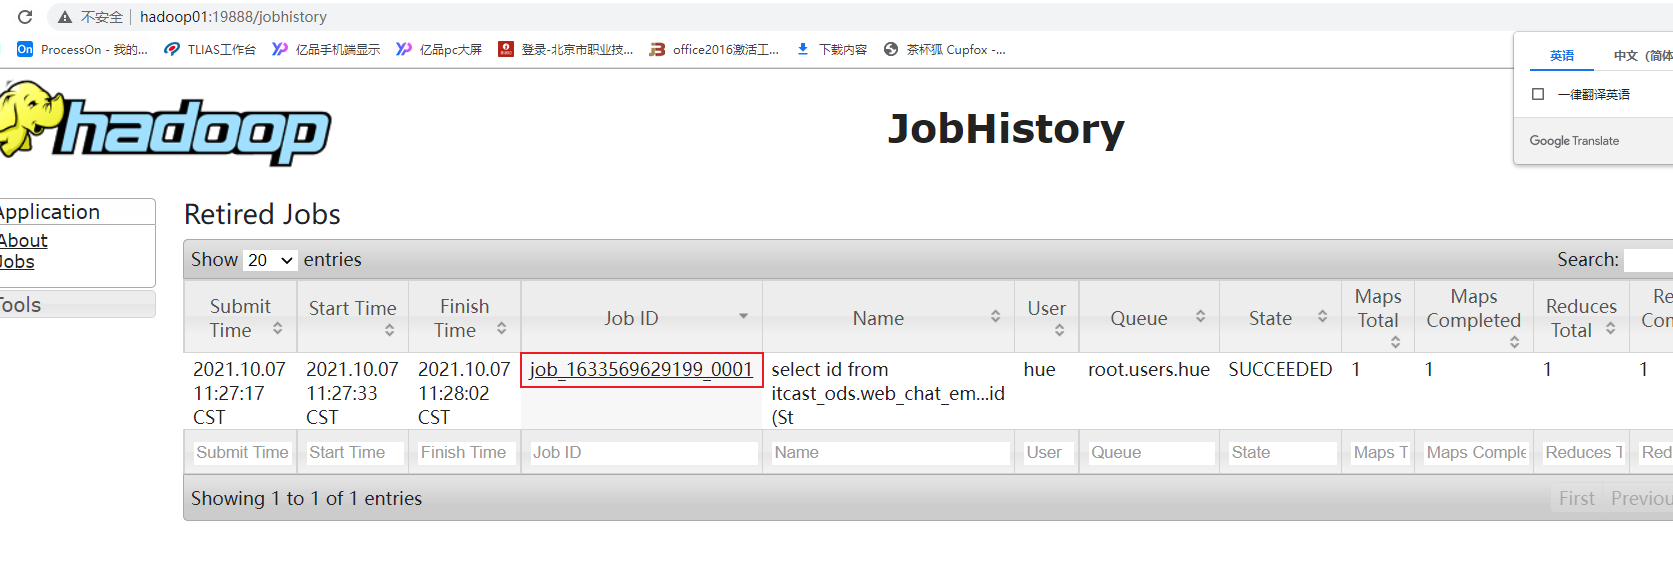 不安全 hadoop01:19888/jobhistory
ProcessOn - 我的... TLIAS工作台 亿品手机端显示 亿品pc大屏 登录-北京市职业技... office2016激活工... 下载内容 茶杯狐 Cupfox -...
英语 中文（简体
一律翻译英语
Google Translate
hadoop
JobHistory
Application
About
Jobs
Tools
Retired Jobs
Show 20 entries Search:
Submit Time Start Time Finish Time Job ID Name User Queue State Maps Total Maps Completed Reduces Total Re Com
2021.10.07 2021.10.07 2021.10.07 job_1633569629199_0001 select id from hue root.users.hue SUCCEEDED 1 1 1 1
11:27:17 11:27:33 11:28:02 itcast_ods.web_chat_em...id
CST CST CST (St
Submit Time Start Time Finish Time Job ID Name User Queue State Maps T Maps Comple Reduces T Red
Showing 1 to 1 of 1 entries First Previou